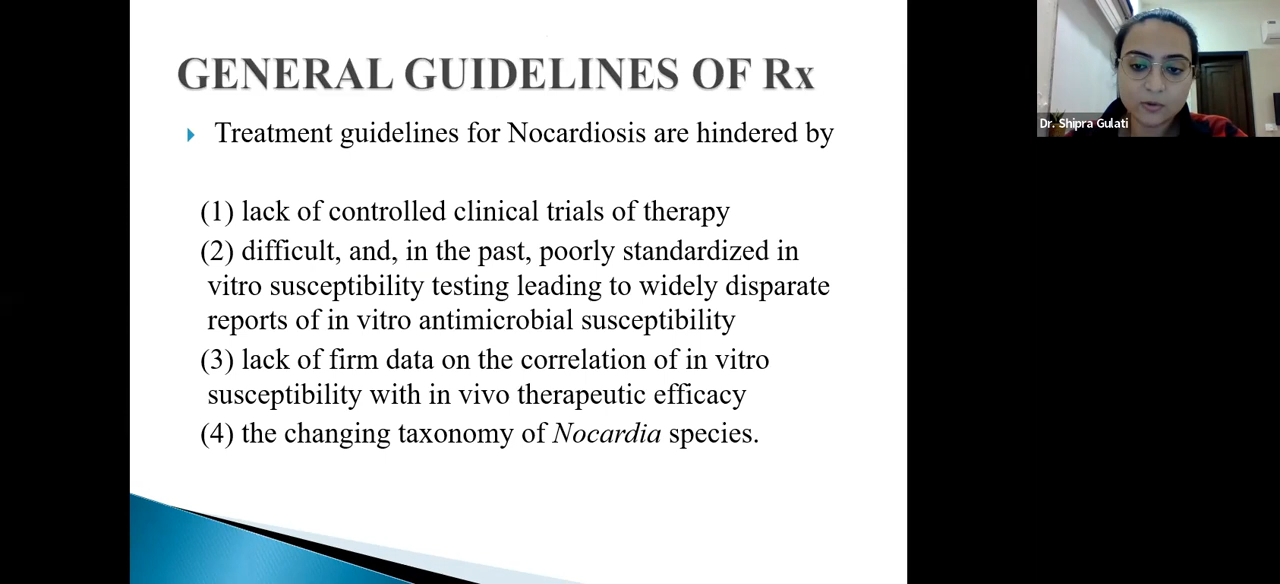 GENERAL GUIDELINES OF Rx
Treatment guidelines for Nocardiosis are hindered by
(1) lack of controlled clinical trials of therapy
(2) difficult, and, in the past, poorly standardized in
vitro susceptibility testing leading to widely disparate
reports of in vitro antimicrobial susceptibility
(3) lack of firm data on the correlation of in vitro
susceptibility with in vivo therapeutic efficacy
(4) the changing taxonomy of Nocardia species.
Dr. Shipra Gulati